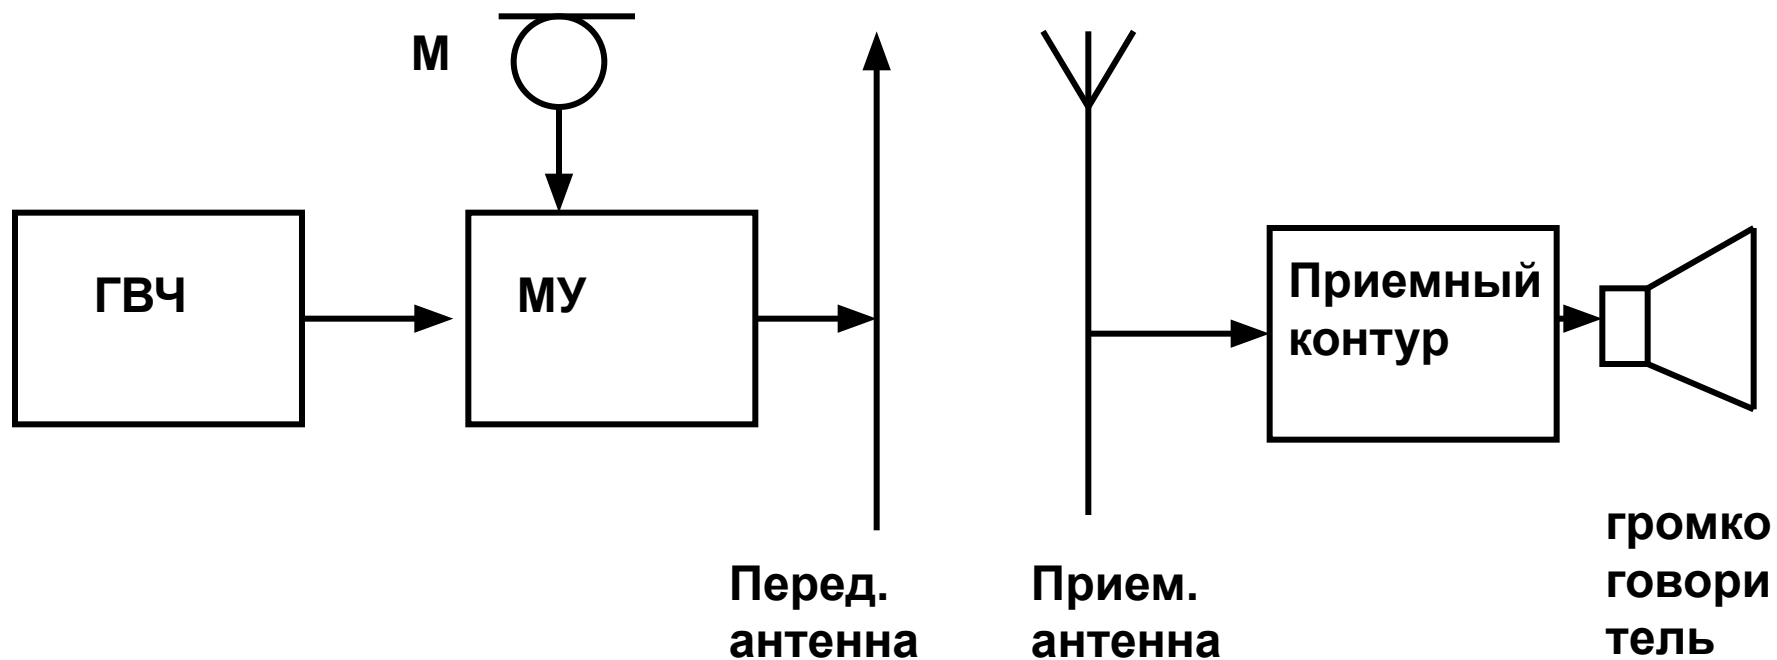 М
ГВЧ
МУ
Приемный
контур
Перед.
антенна
Прием.
антенна
громко
говори
тель